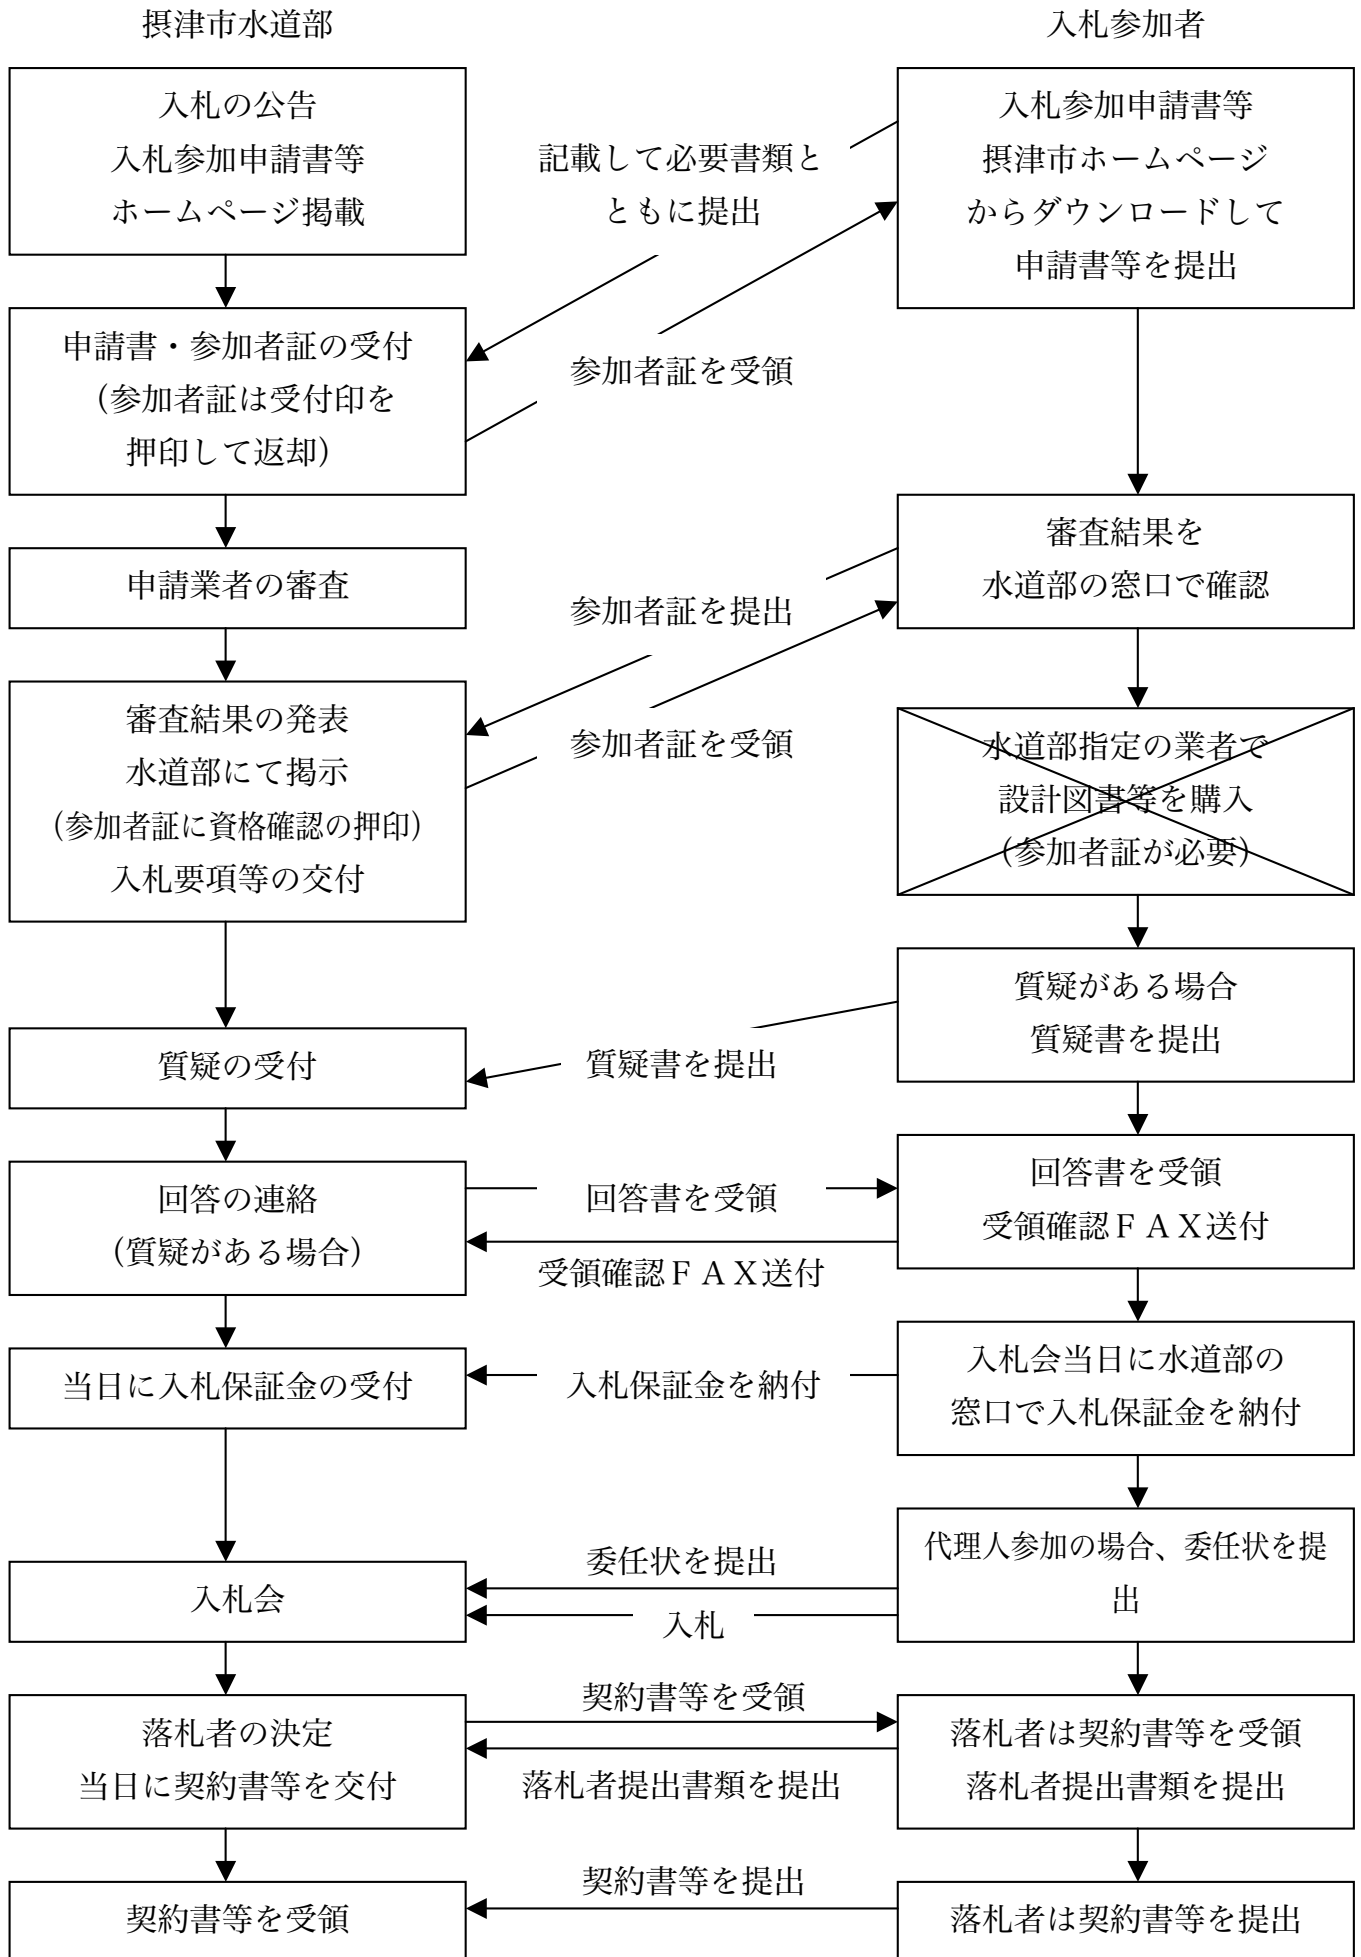 摂津市水道部
入札参加者
入札の公告
入札参加申請書等
ホームページ掲載
記載して必要書類と
ともに提出
入札参加申請書等
摂津市ホームページ
からダウンロードして
申請書等を提出
申請書・参加者証の受付
（参加者証は受付印を
押印して返却）
参加者証を受領
審査結果を
水道部の窓口で確認
申請業者の審査
参加者証を提出
審査結果の発表
水道部にて掲示
（参加者証に資格確認の押印）
入札要項等の交付
参加者証を受領
水道部指定の業者で
設計図書等を購入
（参加者証が必要）
質疑がある場合
質疑書を提出
質疑の受付
質疑書を提出
回答の連絡
（質疑がある場合）
回答書を受領
受領確認ＦＡＸ送付
回答書を受領
受領確認ＦＡＸ送付
当日に入札保証金の受付
入札保証金を納付
入札会当日に水道部の
窓口で入札保証金を納付
入札会
委任状を提出
入札
代理人参加の場合、委任状を提
出
落札者の決定
当日に契約書等を交付
契約書等を受領
落札者提出書類を提出
落札者は契約書等を受領
落札者提出書類を提出
契約書等を受領
契約書等を提出
落札者は契約書等を提出